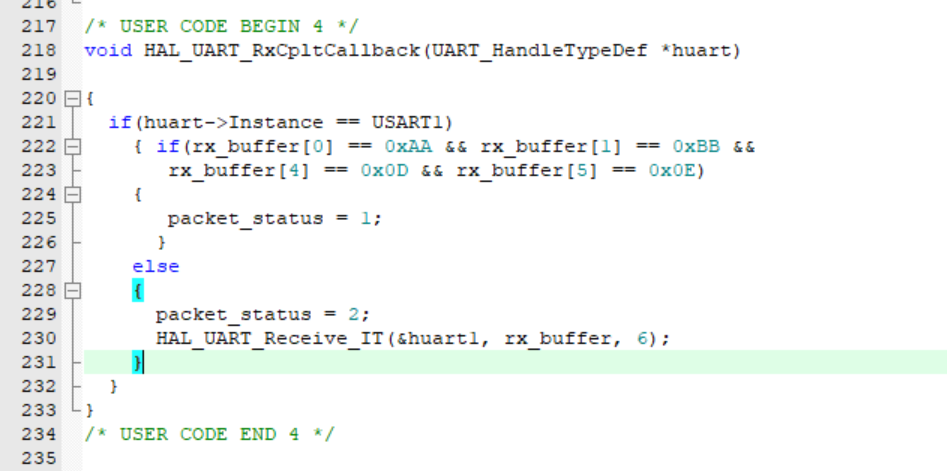 216
217 /* USER CODE BEGIN 4 */
218 void HAL_UART_RxCpltCallback(UART_HandleTypeDef *huart)
219
220 {
221 if(huart->Instance == USART1)
222 { if(rx_buffer[0] == 0xAA && rx_buffer[1] == 0xBB &&
223 rx_buffer[4] == 0x0D && rx_buffer[5] == 0x0E)
224 {
225 packet_status = 1;
226 }
227 else
228 {
229 packet_status = 2;
230 HAL_UART_Receive_IT(&huart1, rx_buffer, 6);
231 }
232 }
233 }
234 /* USER CODE END 4 */
235